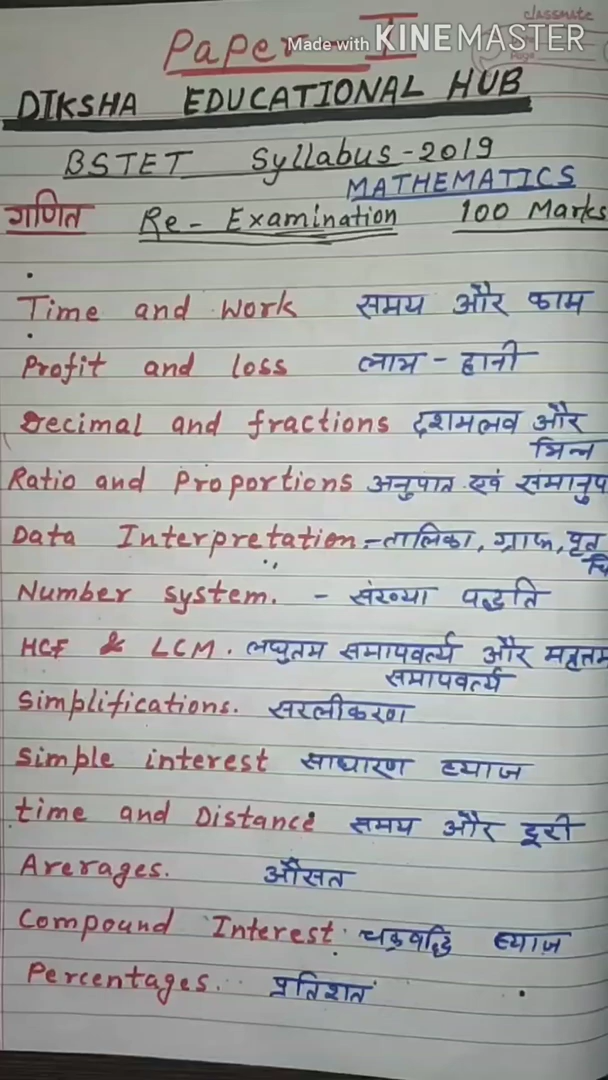 classmate
Paper - I
Made with KINEMASTER
Page
DIKSHA EDUCATIONAL HUB
BSTET Syllabus-2019
MATHEMATICS
गणित Re-Examination 100 Marks
Time and Work समय और काम
Profit and loss लाभ - हानी
Decimal and fractions दशमलव और
भिन्न
Ratio and Proportions अनुपात एवं समानुप
Data Interpretation - तालिका, ग्राफ, वृत
चि
Number system. - संख्या पद्धति
HCF & LCM. लघुतम समापवर्त्य और महत्तम
समापवर्त्य
Simplifications. सरलीकरण
Simple interest साधारण ब्याज
time and Distance समय और दूरी
Averages. औसत
Compound Interest. चक्रवृद्धि ब्याज
Percentages. प्रतिशत